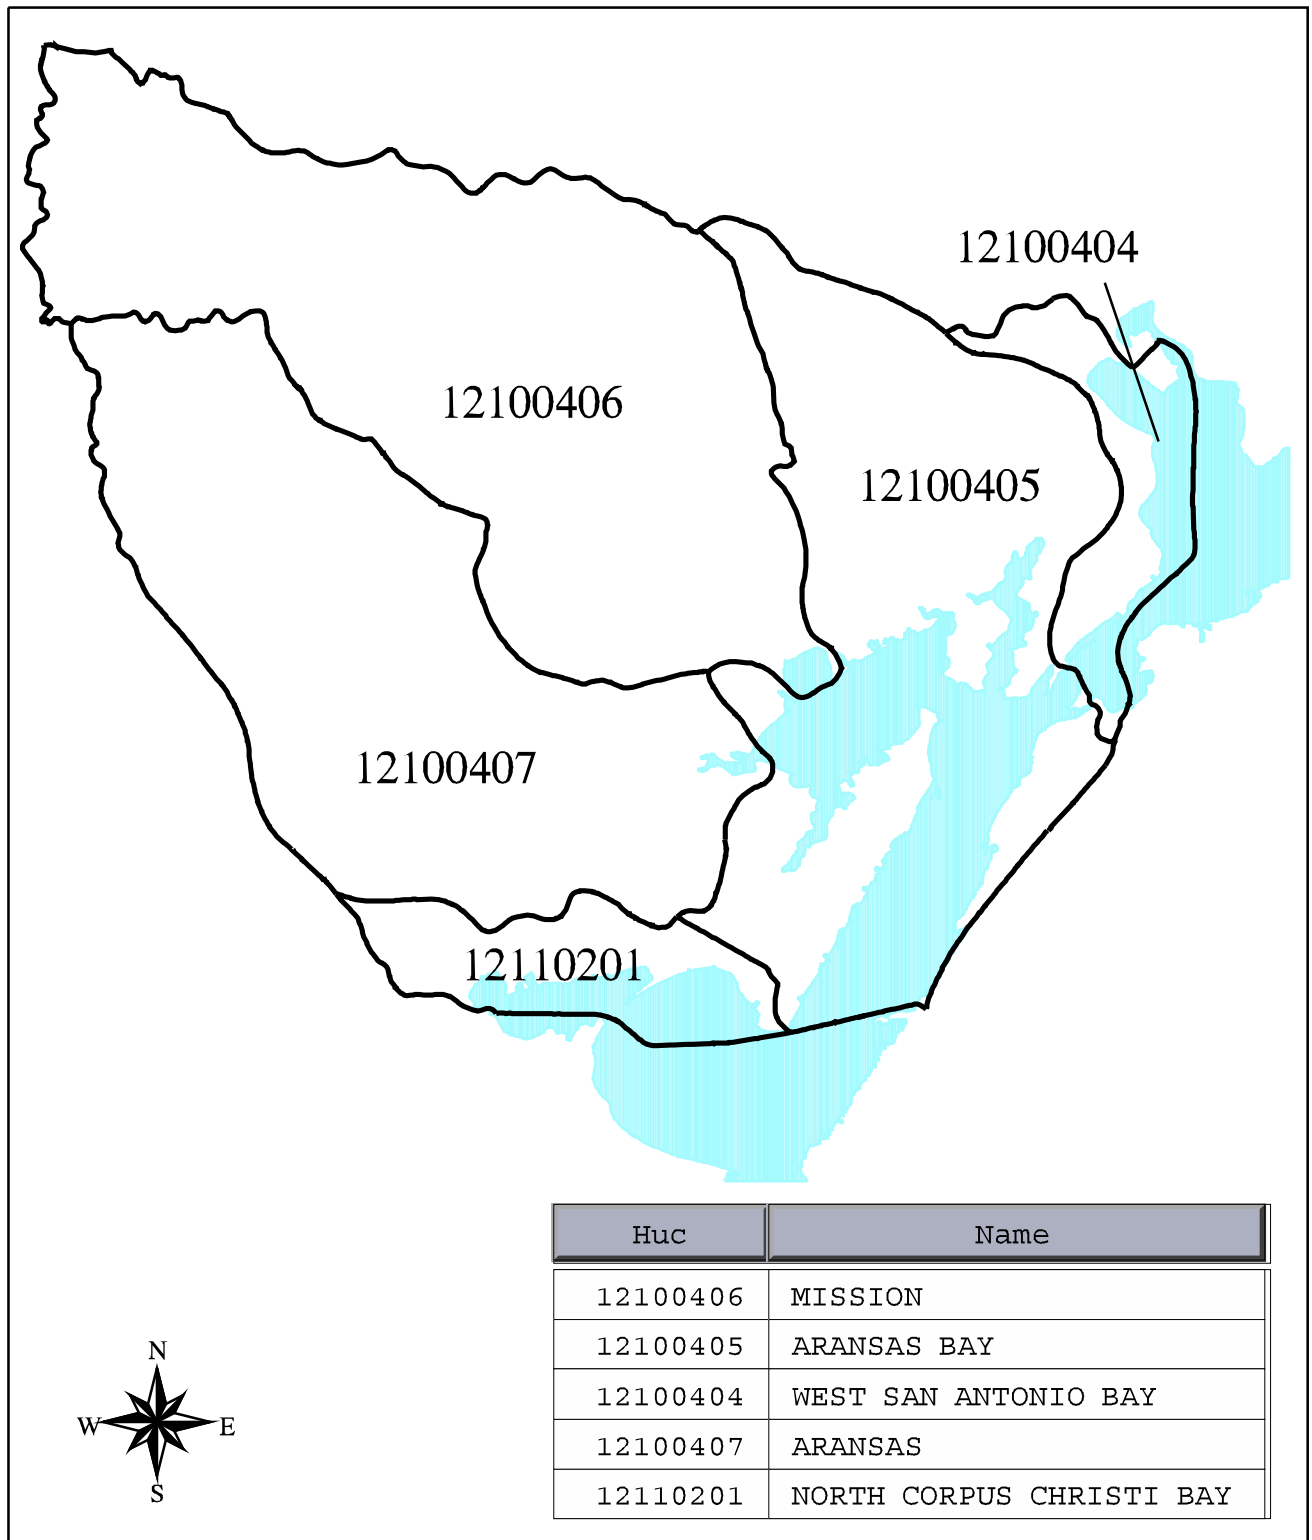 12100404
12100406
12100405
12100407
12110201
Huc Name
12100406 MISSION
12100405 ARANSAS BAY
12100404 WEST SAN ANTONIO BAY
12100407 ARANSAS
12110201 NORTH CORPUS CHRISTI BAY
N
W E
S